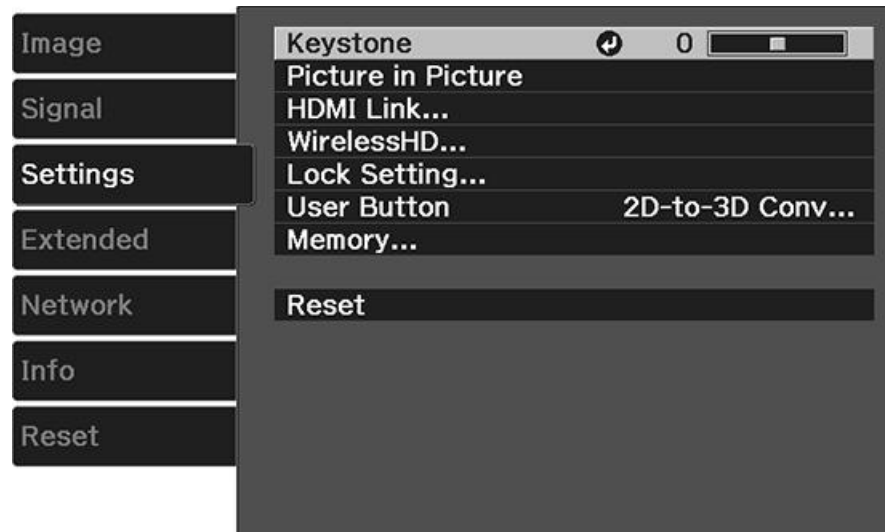 Image
Signal
Settings
Extended
Network
Info
Reset
Keystone 0
Picture in Picture
HDMI Link...
WirelessHD...
Lock Setting...
User Button 2D-to-3D Conv...
Memory...
Reset